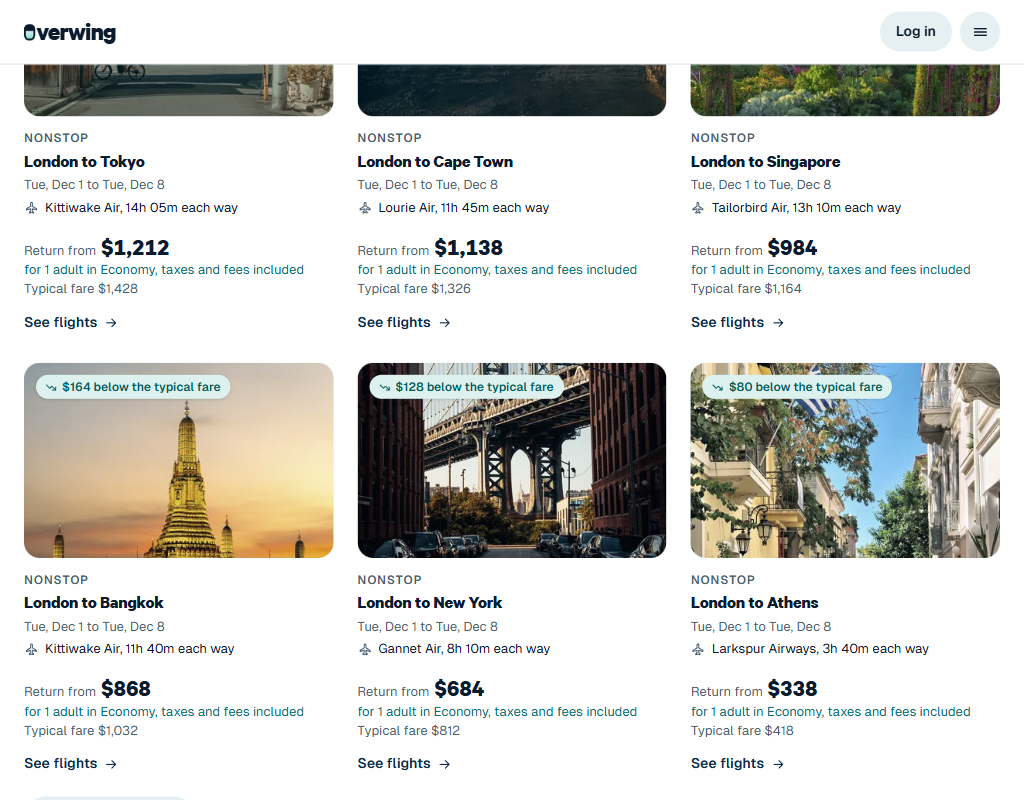 Overwing
Log in
NONSTOP
London to Tokyo
Tue, Dec 1 to Tue, Dec 8
Kittiwake Air, 14h 05m each way
Return from $1,212
for 1 adult in Economy, taxes and fees included
Typical fare $1,428
See flights →
NONSTOP
London to Cape Town
Tue, Dec 1 to Tue, Dec 8
Lourie Air, 11h 45m each way
Return from $1,138
for 1 adult in Economy, taxes and fees included
Typical fare $1,326
See flights →
NONSTOP
London to Singapore
Tue, Dec 1 to Tue, Dec 8
Tailorbird Air, 13h 10m each way
Return from $984
for 1 adult in Economy, taxes and fees included
Typical fare $1,164
See flights →
$164 below the typical fare
NONSTOP
London to Bangkok
Tue, Dec 1 to Tue, Dec 8
Kittiwake Air, 11h 40m each way
Return from $868
for 1 adult in Economy, taxes and fees included
Typical fare $1,032
See flights →
$128 below the typical fare
NONSTOP
London to New York
Tue, Dec 1 to Tue, Dec 8
Gannet Air, 8h 10m each way
Return from $684
for 1 adult in Economy, taxes and fees included
Typical fare $812
See flights →
$80 below the typical fare
NONSTOP
London to Athens
Tue, Dec 1 to Tue, Dec 8
Larkspur Airways, 3h 40m each way
Return from $338
for 1 adult in Economy, taxes and fees included
Typical fare $418
See flights →